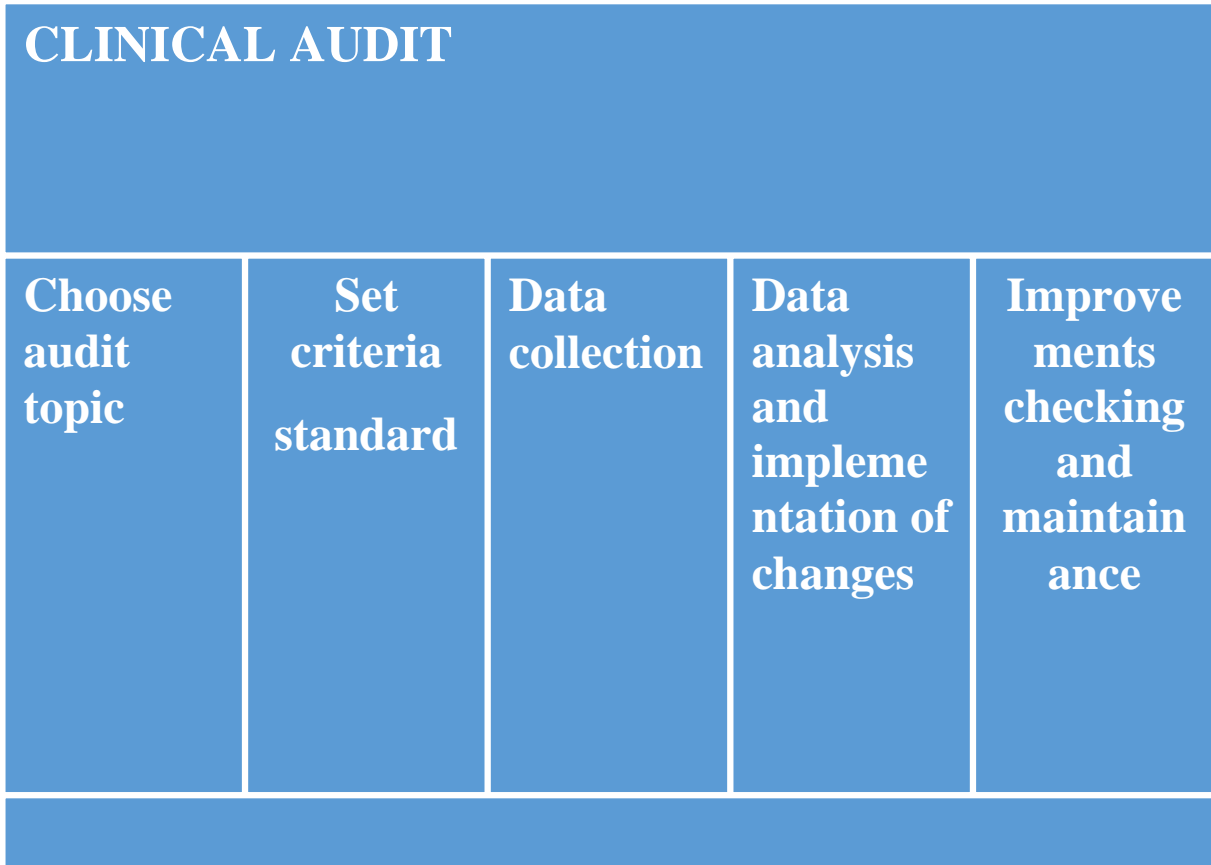 CLINICAL AUDIT
Choose
audit
topic
Set
criteria
standard
Data
collection
Data
analysis
and
impleme
ntation of
changes
Improve
ments
checking
and
maintain
ance